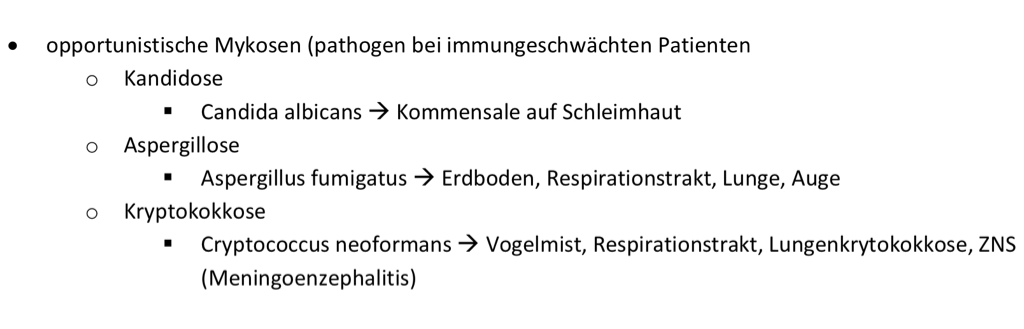 • opportunistische Mykosen (pathogen bei immungeschwächten Patienten
o Kandidose
▪ Candida albicans → Kommensale auf Schleimhaut
o Aspergillose
▪ Aspergillus fumigatus → Erdboden, Respirationstrakt, Lunge, Auge
o Kryptokokkose
▪ Cryptococcus neoformans → Vogelmist, Respirationstrakt, Lungenkrytokokkose, ZNS
(Meningoenzephalitis)